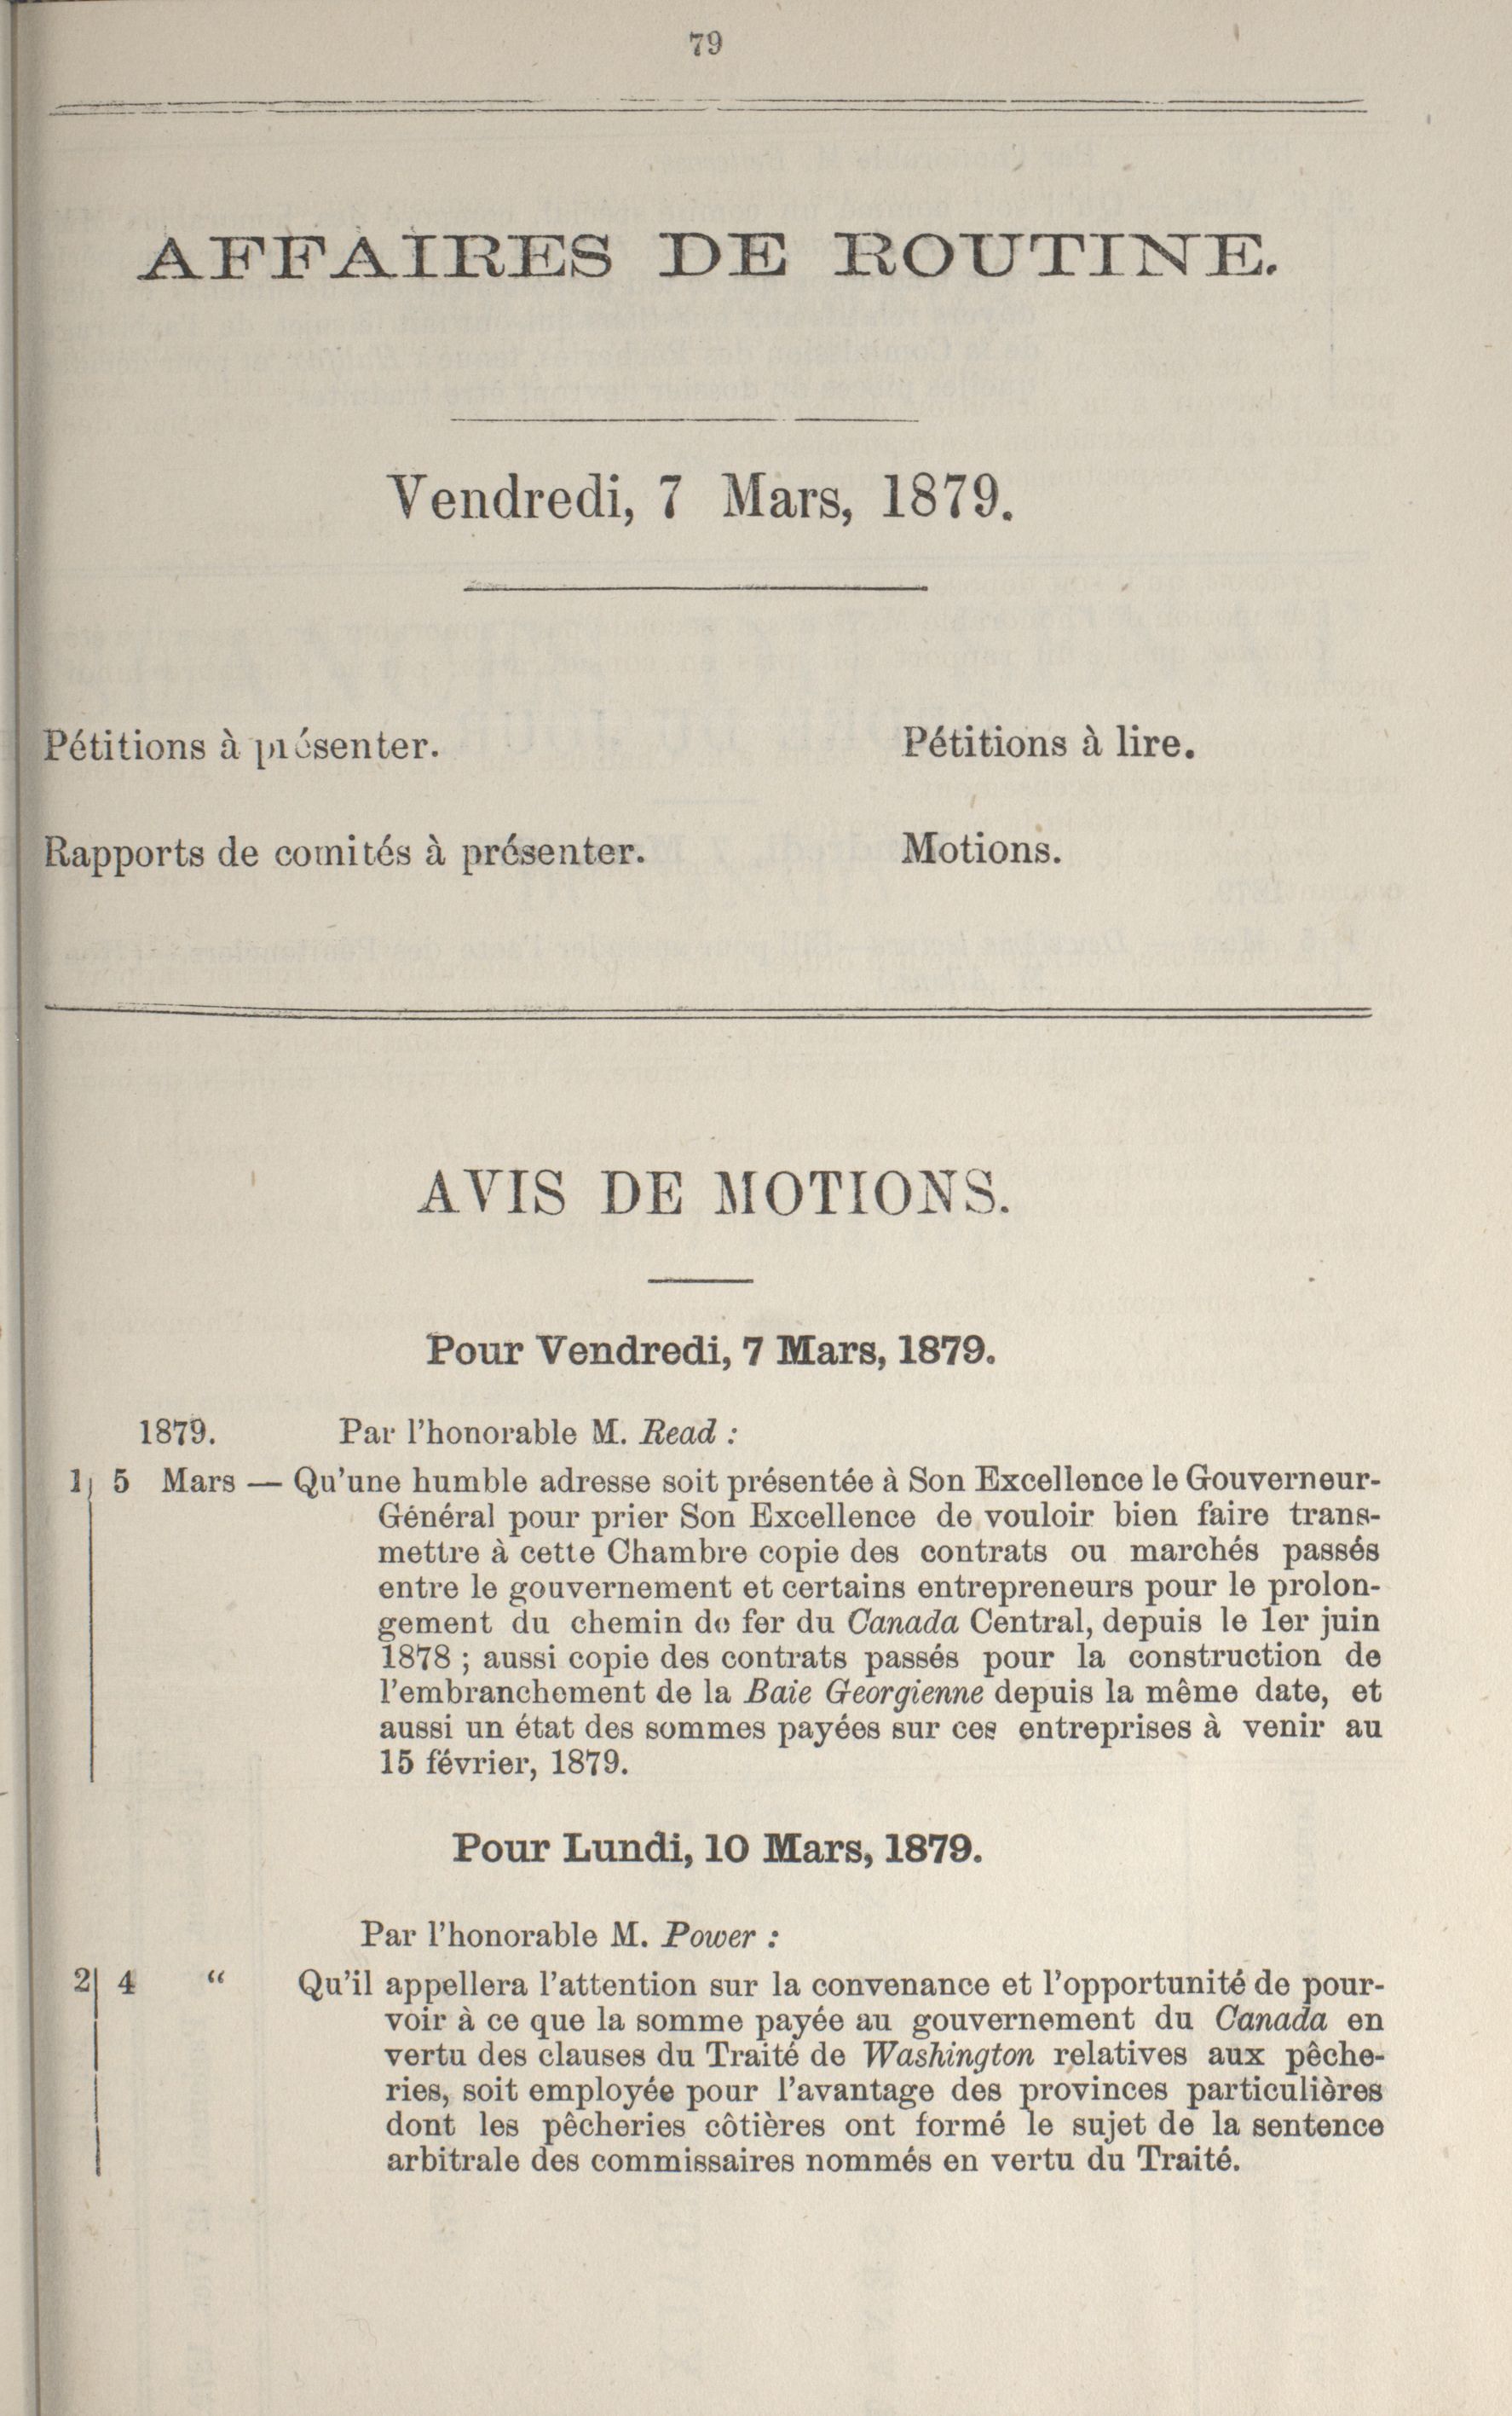 79
AFFAIRES DE ROUTINE.
Vendredi, 7 Mars, 1879.
Pétitions à présenter.
Pétitions à lire.
Rapports de comités à présenter.
Motions.
AVIS DE MOTIONS.
Pour Vendredi, 7 Mars, 1879.
1879. Par l'honorable M. Read :
1| 5 Mars — Qu'une humble adresse soit présentée à Son Excellence le Gouverneur-
Général pour prier Son Excellence de vouloir bien faire trans-
mettre à cette Chambre copie des contrats ou marchés passés
entre le gouvernement et certains entrepreneurs pour le prolon-
gement du chemin de fer du Canada Central, depuis le 1er juin
1878 ; aussi copie des contrats passés pour la construction de
l'embranchement de la Baie Georgienne depuis la même date, et
aussi un état des sommes payées sur ces entreprises à venir au
15 février, 1879.
Pour Lundi, 10 Mars, 1879.
Par l'honorable M. Power :
2| 4 “ Qu'il appellera l'attention sur la convenance et l'opportunité de pour-
voir à ce que la somme payée au gouvernement du Canada en
vertu des clauses du Traité de Washington relatives aux pêche-
ries, soit employée pour l'avantage des provinces particulières
dont les pêcheries côtières ont formé le sujet de la sentence
arbitrale des commissaires nommés en vertu du Traité.